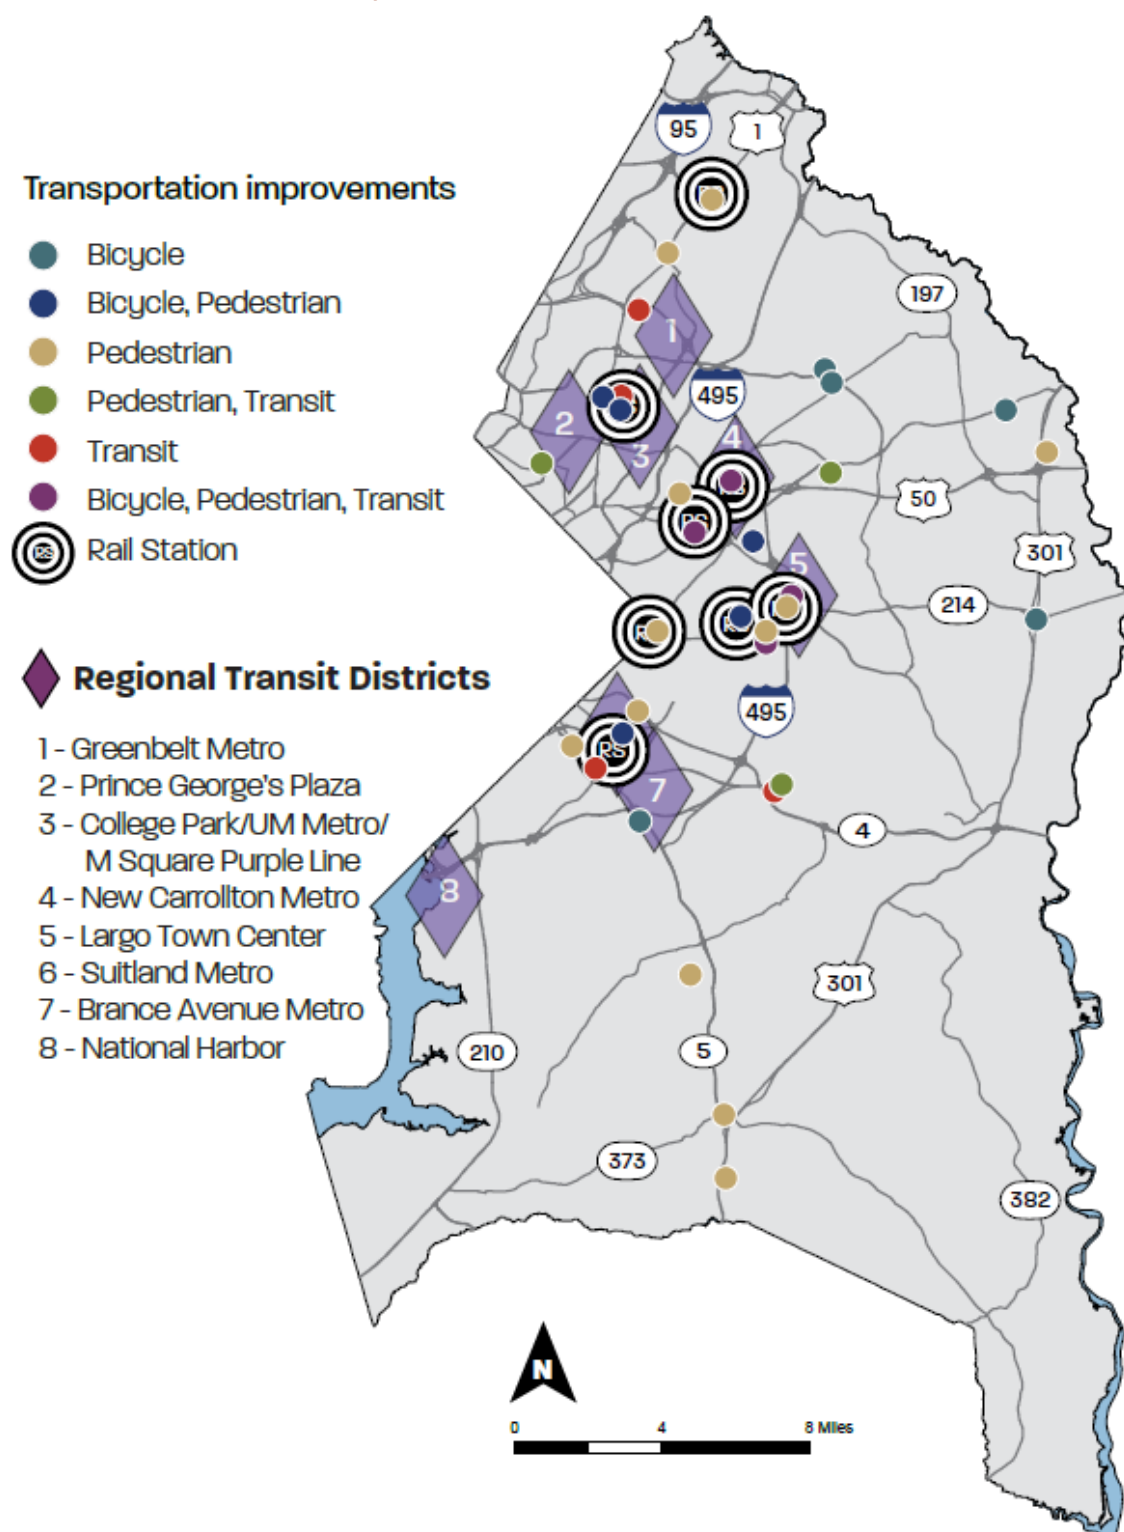 Transportation improvements
Bicycle
Bicycle, Pedestrian
Pedestrian
Pedestrian, Transit
Transit
Bicycle, Pedestrian, Transit
RS Rail Station
Regional Transit Districts
1 - Greenbelt Metro
2 - Prince George's Plaza
3 - College Park/UM Metro/
M Square Purple Line
4 - New Carrollton Metro
5 - Largo Town Center
6 - Suitland Metro
7 - Brance Avenue Metro
8 - National Harbor
95
1
197
1
495
2
3
4
50
301
5
214
495
RS
7
4
8
301
210
5
373
382
N
0 4 8 Miles